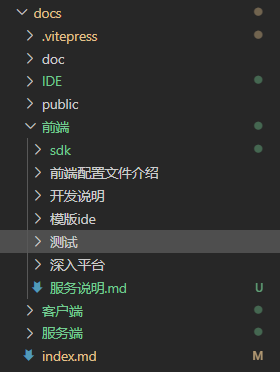 docs
.vitepress
doc
IDE
public
前端
sdk
前端配置文件介绍
开发说明
模版ide
测试
深入平台
服务说明.md U
客户端
服务端
index.md M